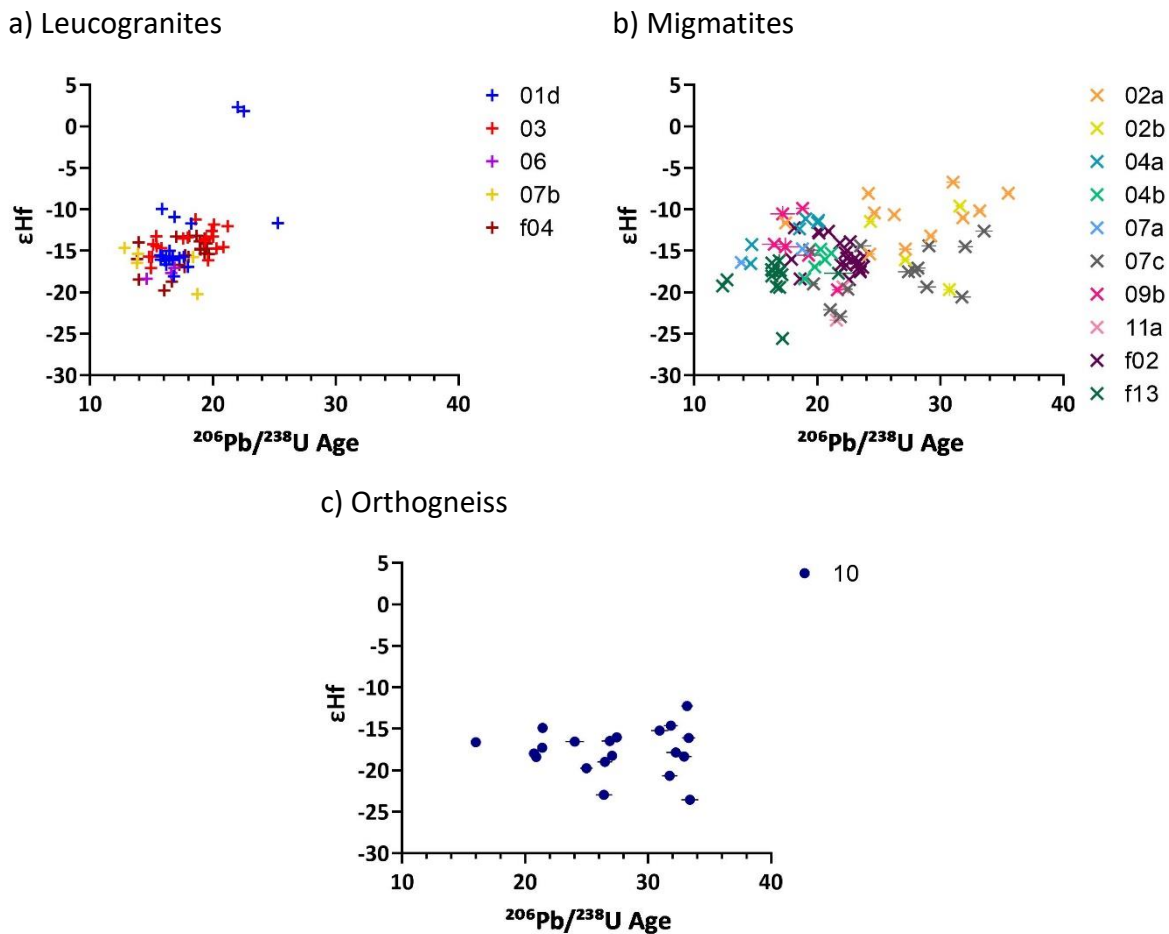 a) Leucogranites
5
0
-5
-10
-15
-20
-25
-30
εHf
10
20
30
40
²⁰⁶Pb/²³⁸U Age
01d
03
06
07b
f04
b) Migmatites
5
0
-5
-10
-15
-20
-25
-30
εHf
10
20
30
40
²⁰⁶Pb/²³⁸U Age
02a
02b
04a
04b
07a
07c
09b
11a
f02
f13
c) Orthogneiss
5
0
-5
-10
-15
-20
-25
-30
εHf
10
20
30
40
²⁰⁶Pb/²³⁸U Age
10